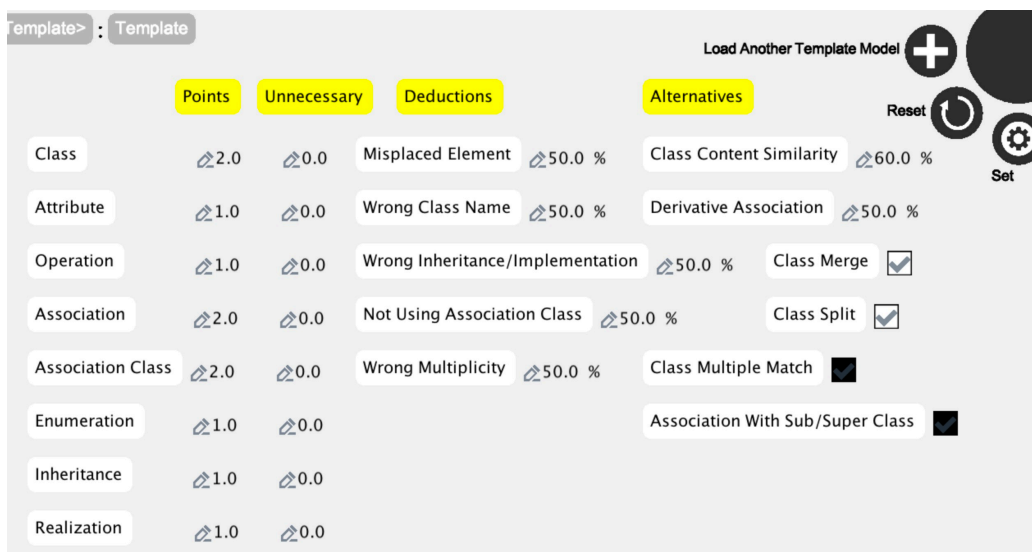 Template> : Template
Load Another Template Model
Points Unnecessary Deductions Alternatives
Reset
Class 2.0 0.0 Misplaced Element 50.0 % Class Content Similarity 60.0 %
Set
Attribute 1.0 0.0 Wrong Class Name 50.0 % Derivative Association 50.0 %
Operation 1.0 0.0 Wrong Inheritance/Implementation 50.0 % Class Merge
Association 2.0 0.0 Not Using Association Class 50.0 % Class Split
Association Class 2.0 0.0 Wrong Multiplicity 50.0 % Class Multiple Match
Enumeration 1.0 0.0 Association With Sub/Super Class
Inheritance 1.0 0.0
Realization 1.0 0.0